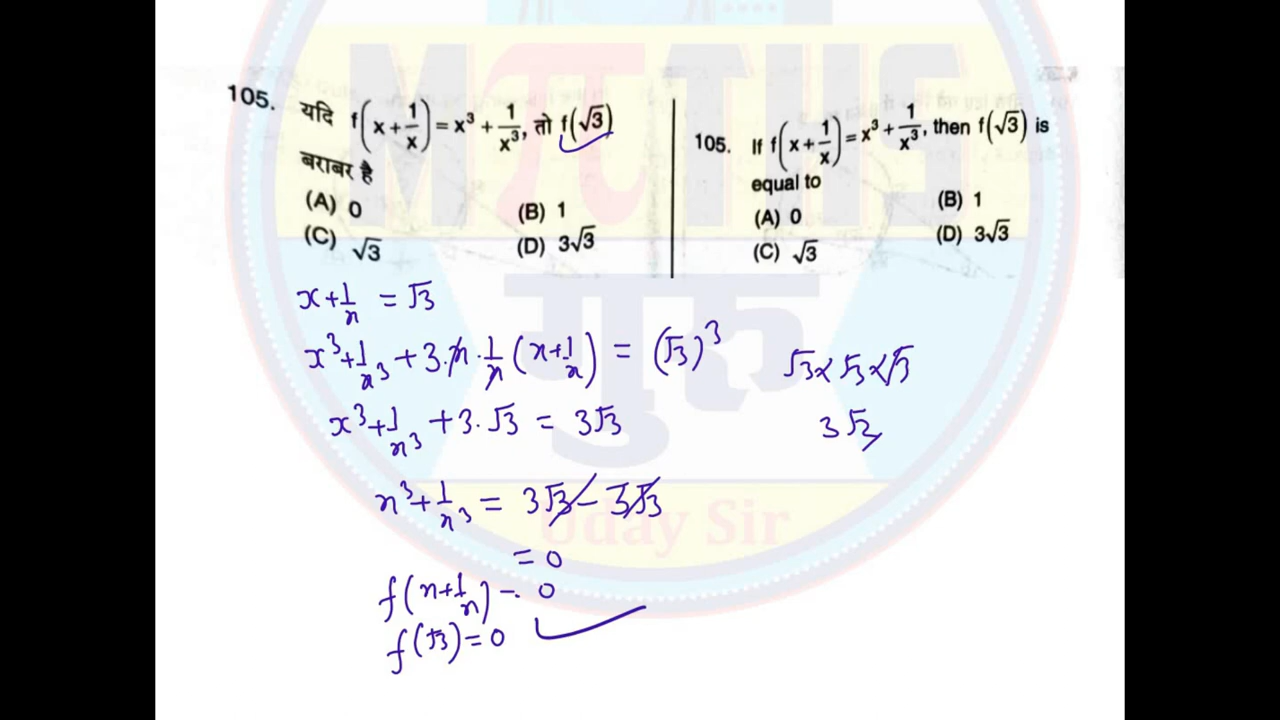 105. यदि f(x+1/x) = x³ + 1/x³, तो f(√3)
बराबर है
(A) 0 (B) 1
(C) √3 (D) 3√3
105. If f(x+1/x) = x³ + 1/x³, then f(√3) is
equal to
(A) 0 (B) 1
(C) √3 (D) 3√3
x + 1/x = √3
x³ + 1/x³ + 3.x.1/x (x + 1/x) = (√3)³
√3 × √3 × √3
x³ + 1/x³ + 3.√3 = 3√3
3√3
x³ + 1/x³ = 3√3 − 3√3
= 0
f(x + 1/x) = 0
f(√3) = 0
MπTHS
गुरु
Uday Sir